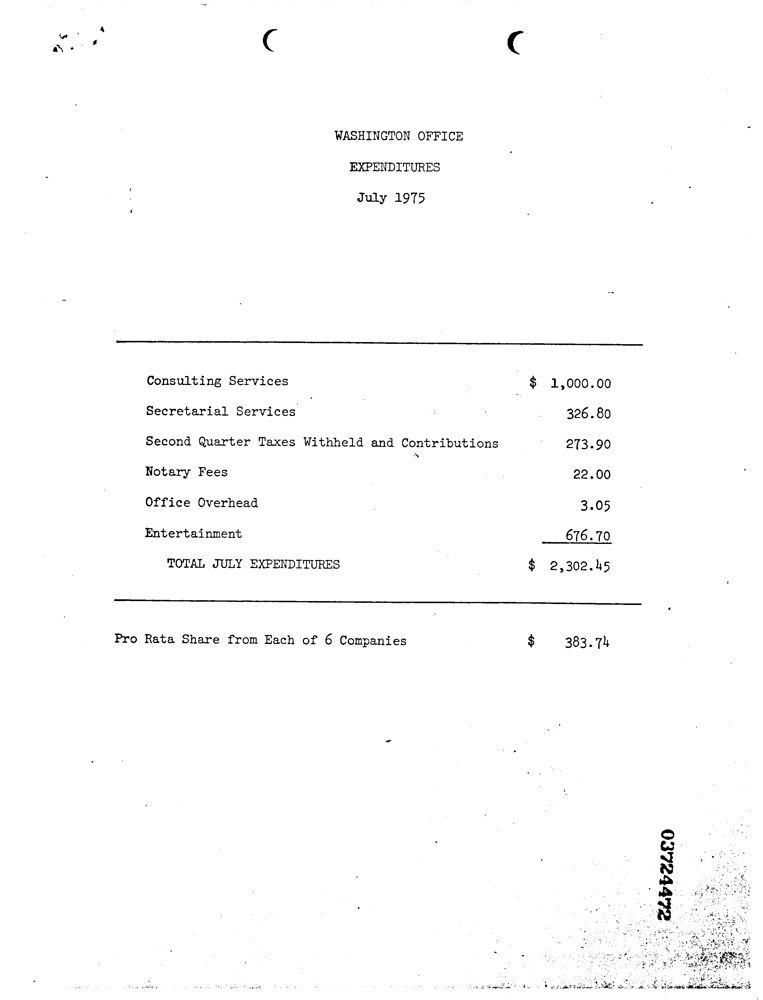 WASHINGTON OFFICE
EXPENDITURES
July 1975
Consulting Services $ 1,000.00
Secretarial Services 326.80
Second Quarter Taxes Withheld and Contributions 273.90
Notary Fees 22.00
Office Overhead 3.05
Entertainment 676.70
TOTAL JULY EXPENDITURES $ 2,302.45
Pro Rata Share from Each of 6 Companies $ 383.74
03724472